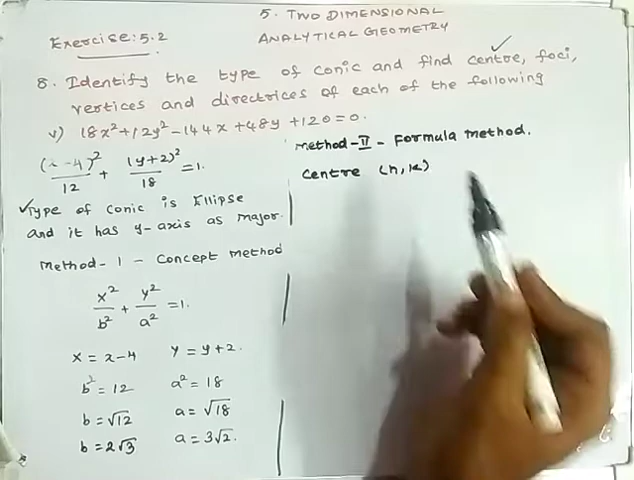 5. TWO DIMENSIONAL
ANALYTICAL GEOMETRY
Exercise: 5.2
8. Identify the type of conic and find centre, foci,
vertices and directrices of each of the following
v) 18x²+12y²-144x+48y+120=0.
(x-4)²/12 + (y+2)²/18 = 1.
Type of conic is Ellipse
and it has y-axis as major.
Method-1 - Concept method
x²/b² + y²/a² = 1.
x = x-4 y = y+2.
b² = 12 a² = 18
b = √12 a = √18
b = 2√3 a = 3√2.
Method-II - Formula method.
Centre (h,k)